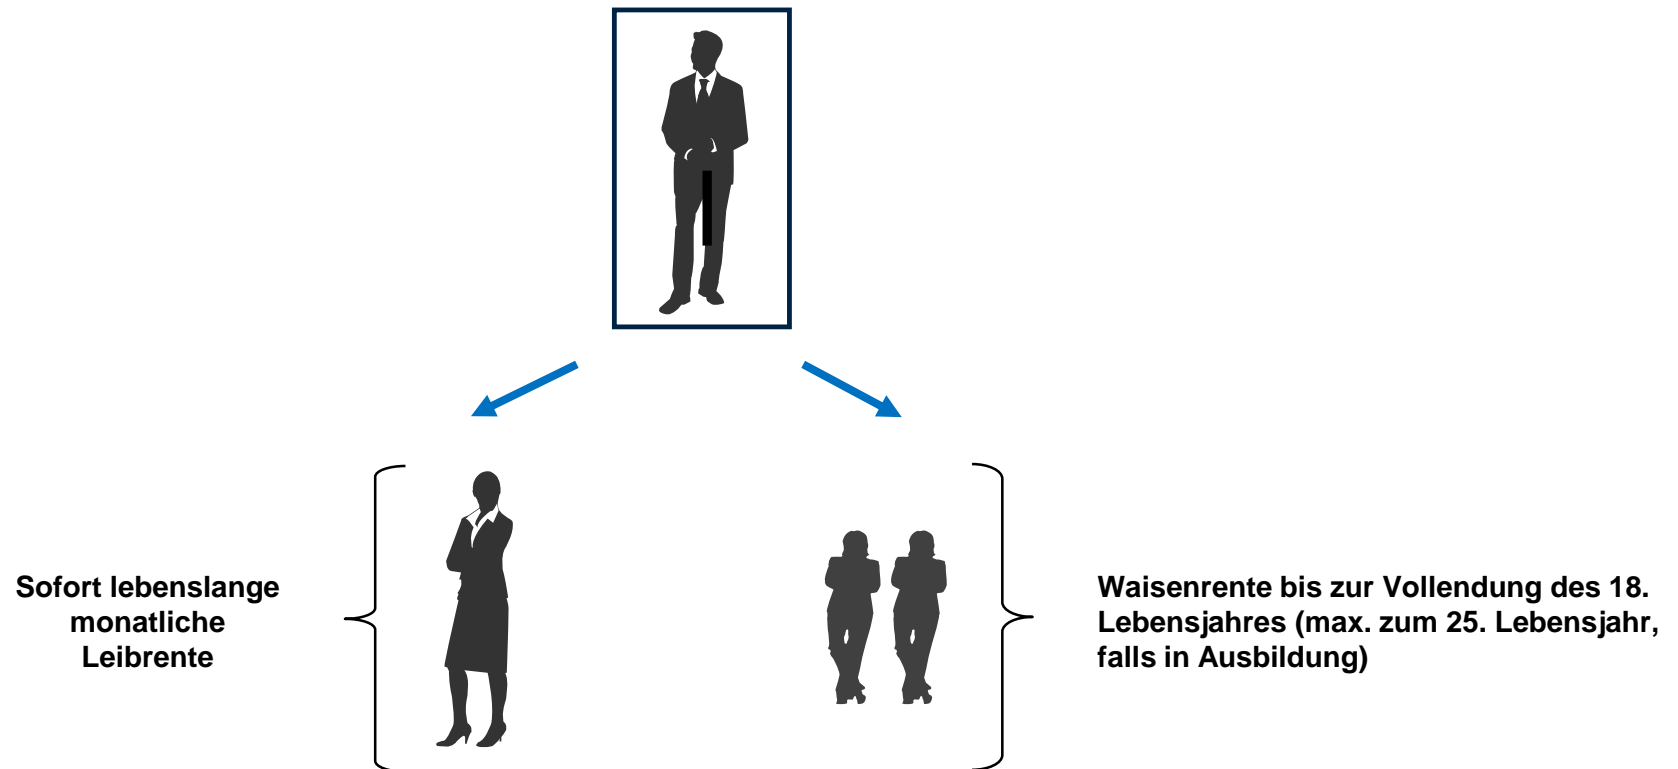 Sofort lebenslange
monatliche
Leibrente
Waisenrente bis zur Vollendung des 18.
Lebensjahres (max. zum 25. Lebensjahr,
falls in Ausbildung)